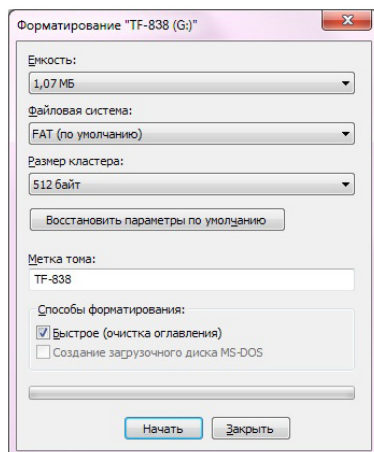 Форматирование "TF-838 (G:)"
Емкость:
1,07 МБ
Файловая система:
FAT (по умолчанию)
Размер кластера:
512 байт
Восстановить параметры по умолчанию
Метка тома:
TF-838
Способы форматирования:
Быстрое (очистка оглавления)
Создание загрузочного диска MS-DOS
Начать Закрыть